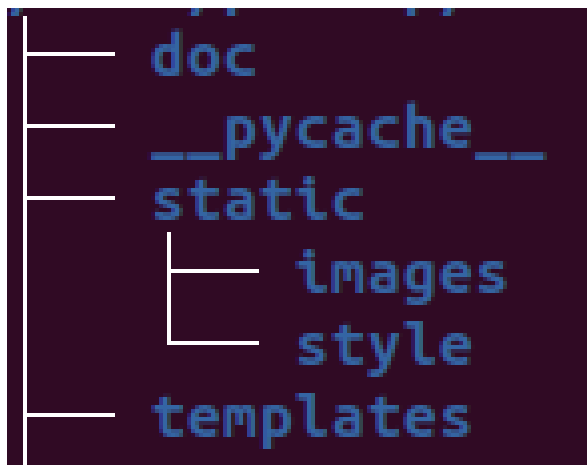 doc
__pycache__
static
images
style
templates